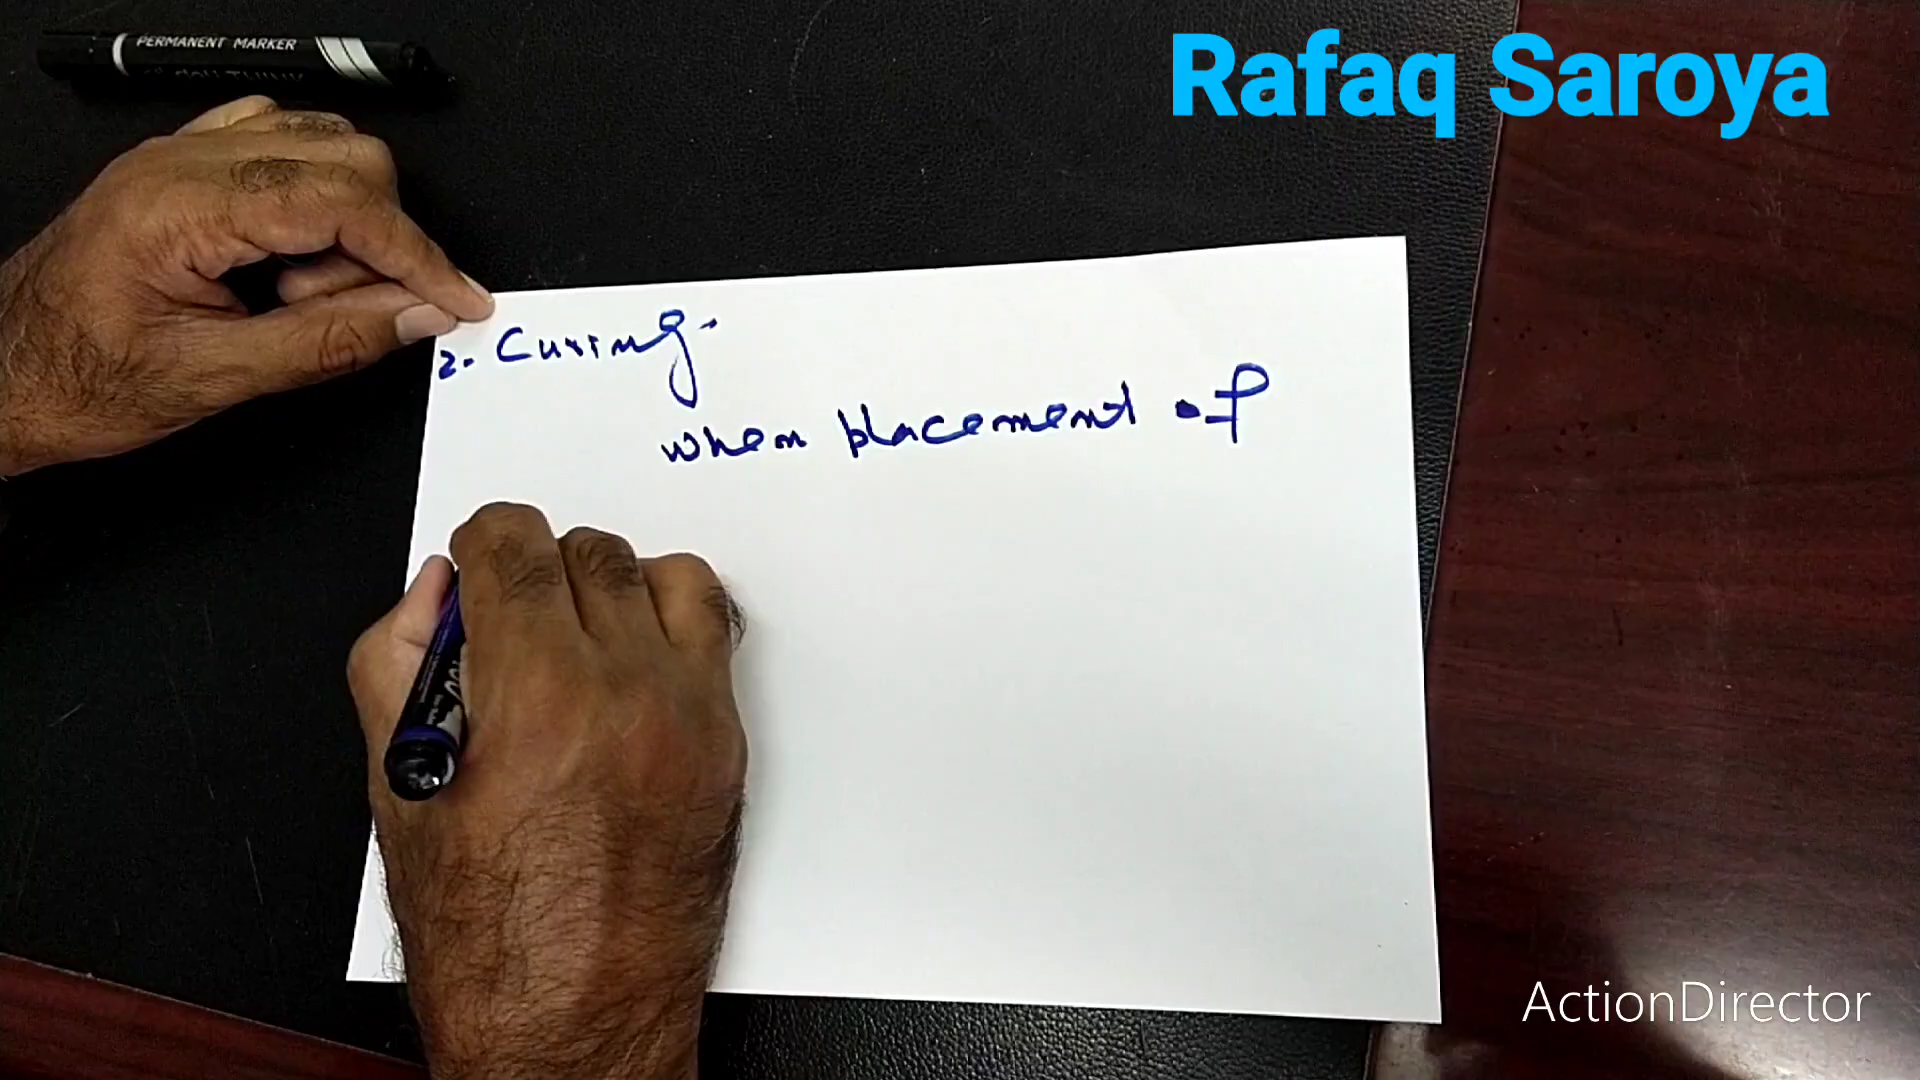 PERMANENT MARKER
Rafaq Saroya
2. Curing.
when placement of
ActionDirector